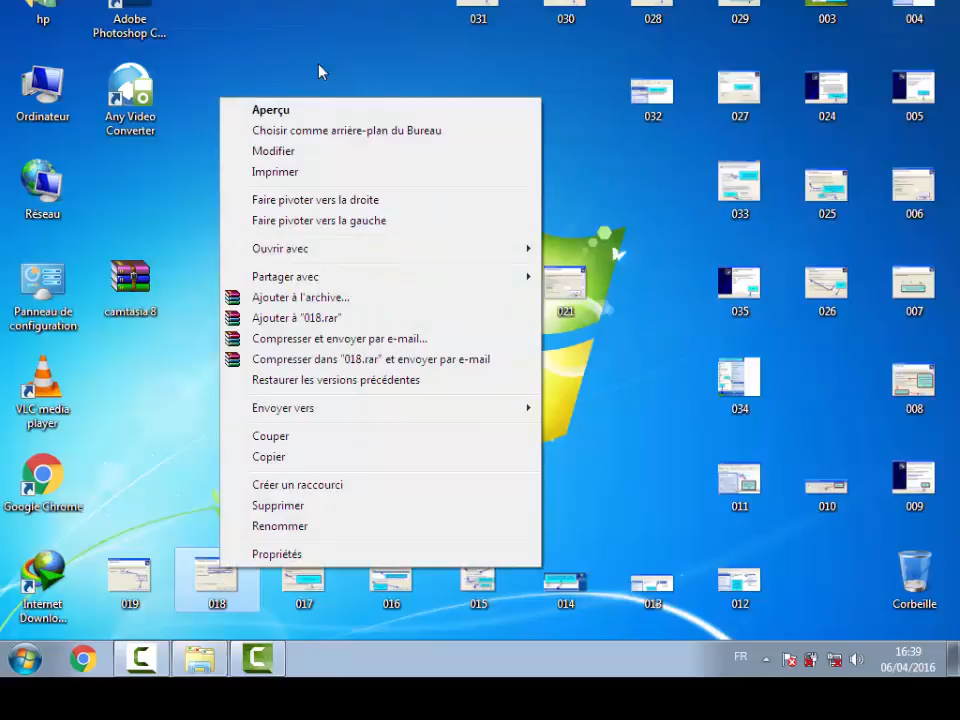 hp
Adobe
Photoshop C...
031
030
028
029
003
004
Ordinateur
Any Video
Converter
032
027
024
005
Aperçu
Choisir comme arrière-plan du Bureau
Modifier
Imprimer
Faire pivoter vers la droite
Faire pivoter vers la gauche
Ouvrir avec
Partager avec
Ajouter à l'archive...
Ajouter à "018.rar"
Compresser et envoyer par e-mail...
Compresser dans "018.rar" et envoyer par e-mail
Restaurer les versions précédentes
Envoyer vers
Couper
Copier
Créer un raccourci
Supprimer
Renommer
Propriétés
Réseau
033
025
006
Panneau de
configuration
camtasia 8
021
035
026
007
VLC media
player
034
008
Google Chrome
011
010
009
Internet
Downlo...
019
018
017
016
015
014
013
012
Corbeille
FR
16:39
06/04/2016